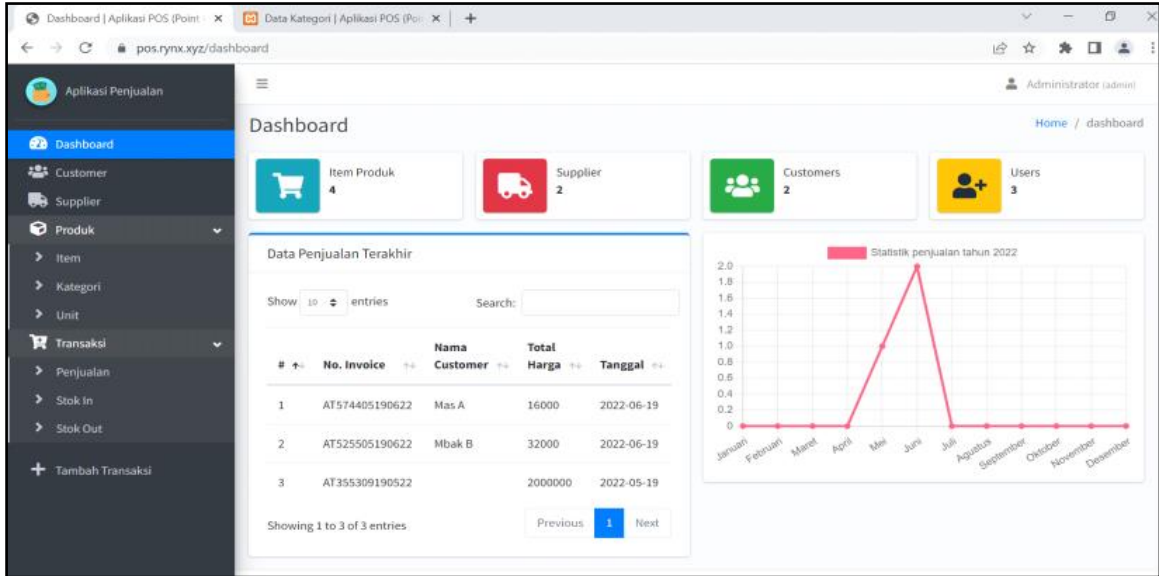 Dashboard | Aplikasi POS (Point
Data Kategori | Aplikasi POS (Poi
pos.rynx.xyz/dashboard
Aplikasi Penjualan
Administrator (admin)
Dashboard
Home / dashboard
Dashboard
Customer
Supplier
Produk
Item
Kategori
Unit
Transaksi
Penjualan
Stok In
Stok Out
Tambah Transaksi
Item Produk
4
Supplier
2
Customers
2
Users
3
Data Penjualan Terakhir
Show 10 entries Search:
# No. Invoice Nama Customer Total Harga Tanggal
1 AT574405190622 Mas A 16000 2022-06-19
2 AT525505190622 Mbak B 32000 2022-06-19
3 AT355309190522 2000000 2022-05-19
Showing 1 to 3 of 3 entries
Previous 1 Next
Statistik penjualan tahun 2022
2.0
1.8
1.6
1.4
1.2
1.0
0.8
0.6
0.4
0.2
0
Januari Februari Maret April Mei Juni Juli Agustus September Oktober November Desember